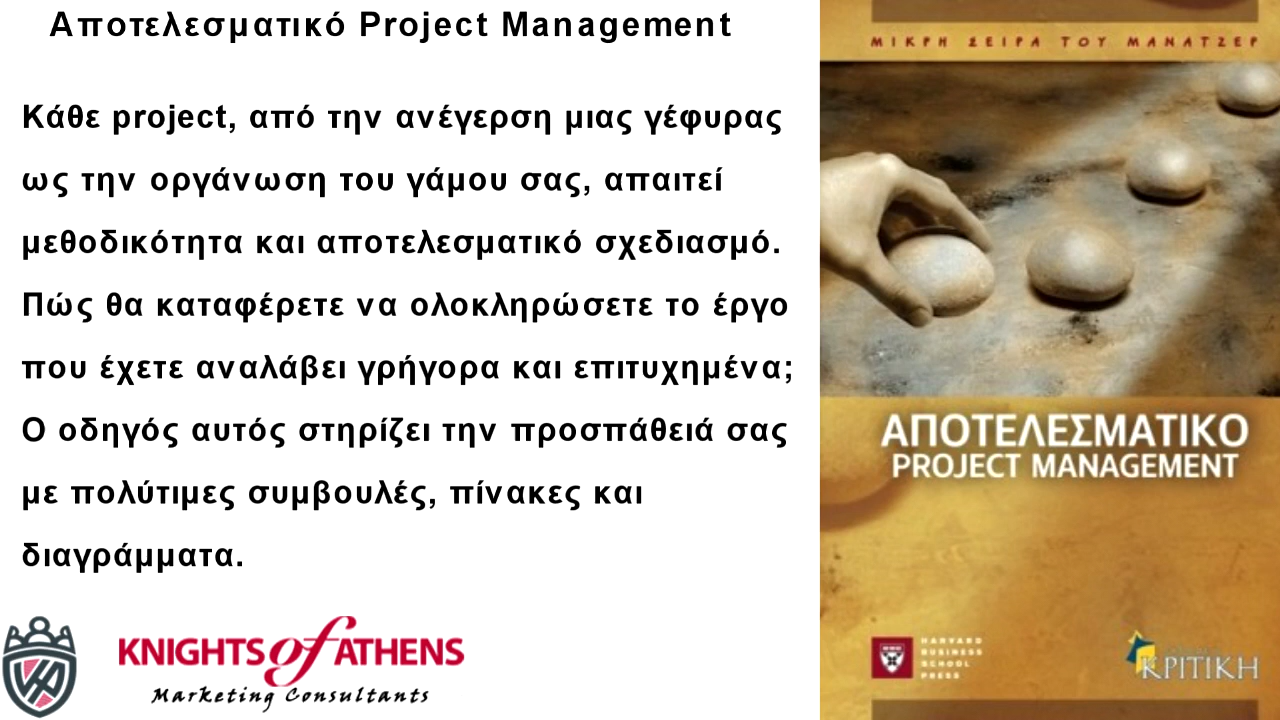 Αποτελεσματικό Project Management
Κάθε project, από την ανέγερση μιας γέφυρας
ως την οργάνωση του γάμου σας, απαιτεί
μεθοδικότητα και αποτελεσματικό σχεδιασμό.
Πώς θα καταφέρετε να ολοκληρώσετε το έργο
που έχετε αναλάβει γρήγορα και επιτυχημένα;
Ο οδηγός αυτός στηρίζει την προσπάθειά σας
με πολύτιμες συμβουλές, πίνακες και
διαγράμματα.
KNIGHTS of ATHENS
Marketing Consultants
ΜΙΚΡΗ ΣΕΙΡΑ ΤΟΥ ΜΑΝΑΤΖΕΡ
ΑΠΟΤΕΛΕΣΜΑΤΙΚΟ
PROJECT MANAGEMENT
HARVARD
BUSINESS
SCHOOL
PRESS
ΚΡΙΤΙΚΗ